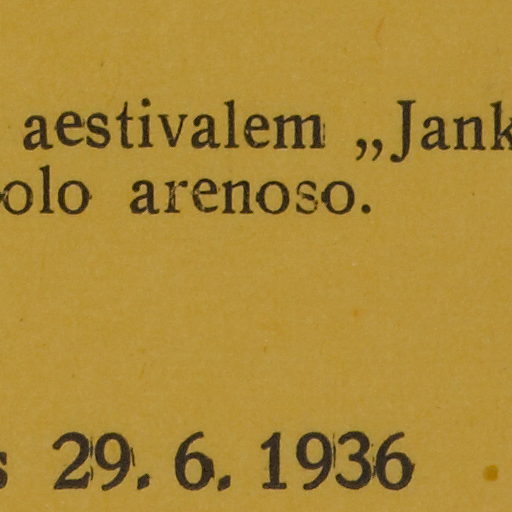 aestivalem „Jank
olo arenoso.
s 29. 6. 1936